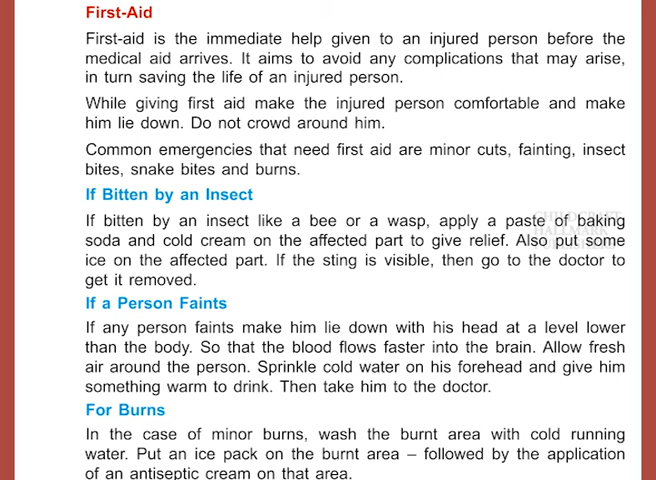 First-Aid
First-aid is the immediate help given to an injured person before the
medical aid arrives. It aims to avoid any complications that may arise,
in turn saving the life of an injured person.
While giving first aid make the injured person comfortable and make
him lie down. Do not crowd around him.
Common emergencies that need first aid are minor cuts, fainting, insect
bites, snake bites and burns.
If Bitten by an Insect
If bitten by an insect like a bee or a wasp, apply a paste of baking
soda and cold cream on the affected part to give relief. Also put some
ice on the affected part. If the sting is visible, then go to the doctor to
get it removed.
If a Person Faints
If any person faints make him lie down with his head at a level lower
than the body. So that the blood flows faster into the brain. Allow fresh
air around the person. Sprinkle cold water on his forehead and give him
something warm to drink. Then take him to the doctor.
For Burns
In the case of minor burns, wash the burnt area with cold running
water. Put an ice pack on the burnt area – followed by the application
of an antiseptic cream on that area.